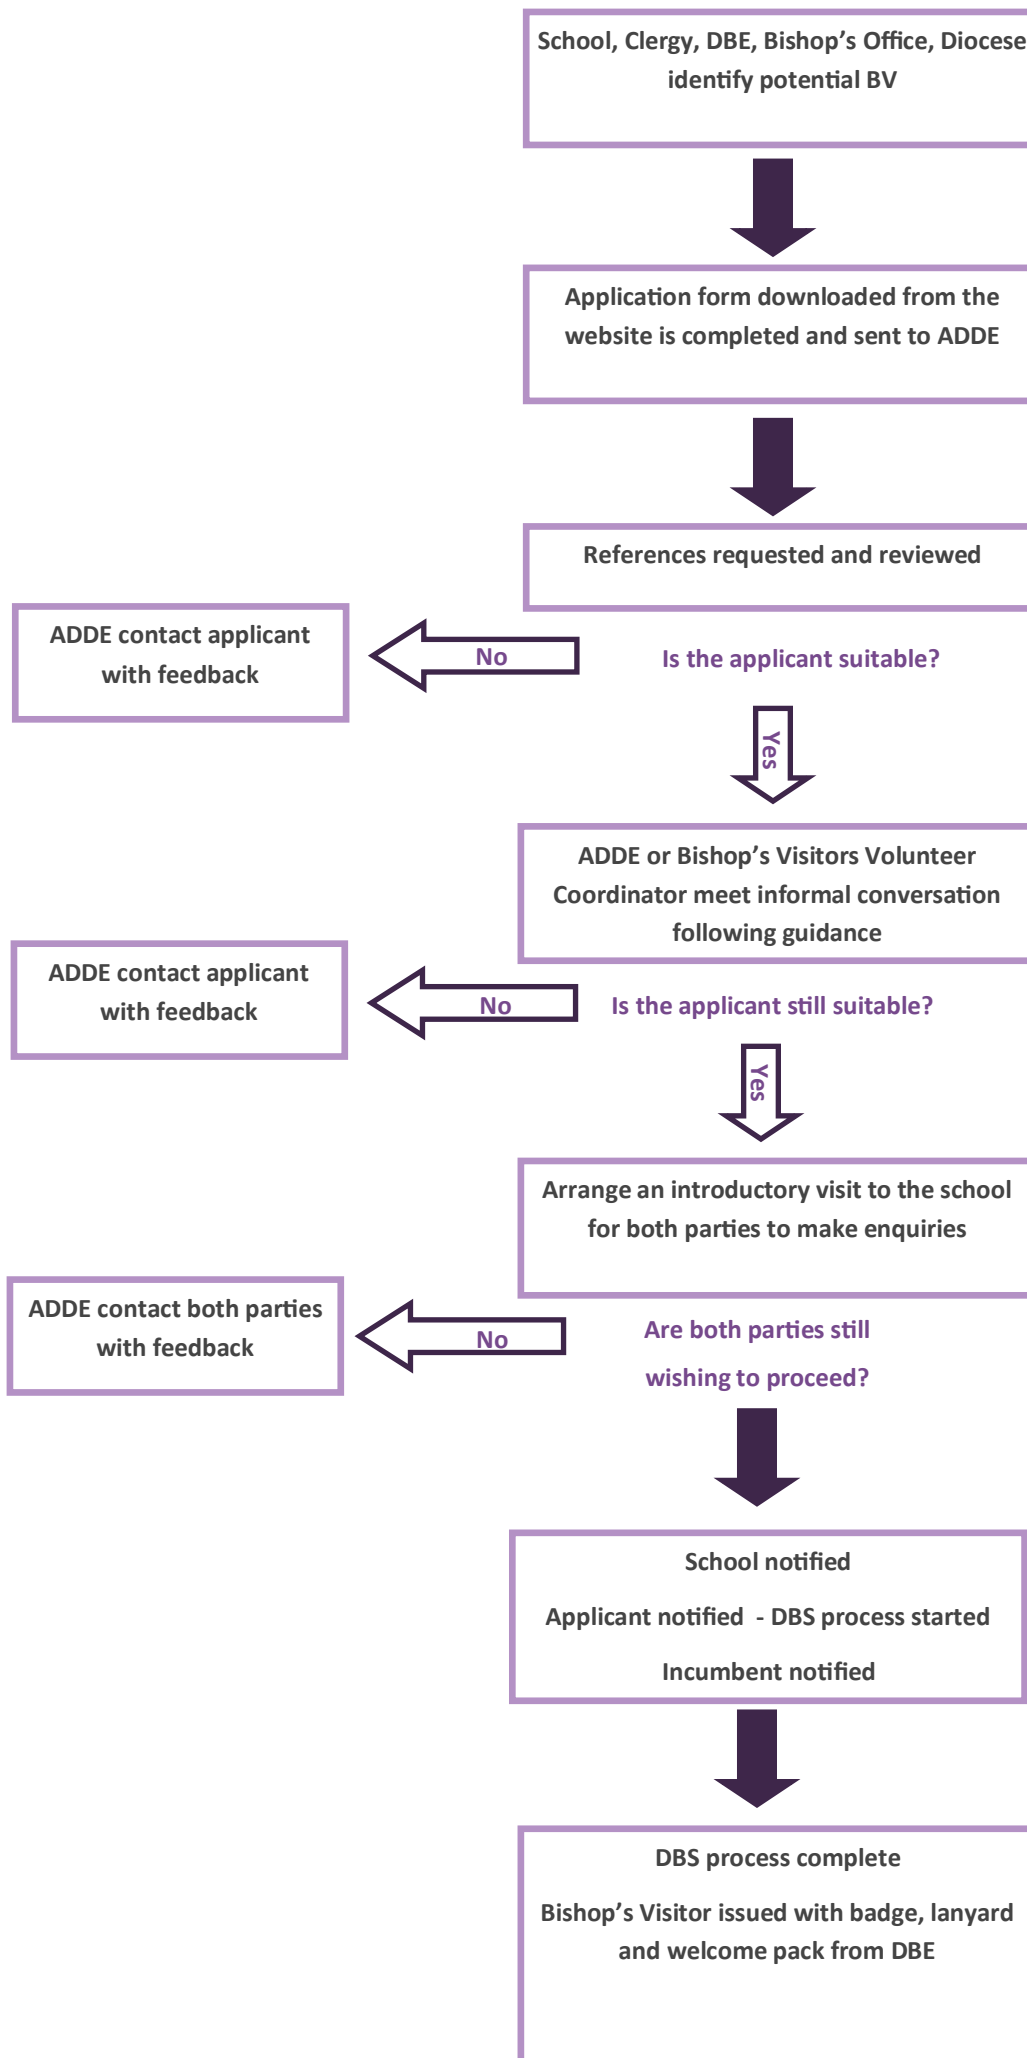 School, Clergy, DBE, Bishop’s Office, Diocese
identify potential BV
Application form downloaded from the
website is completed and sent to ADDE
References requested and reviewed
ADDE contact applicant
with feedback
No
Is the applicant suitable?
Yes
ADDE or Bishop’s Visitors Volunteer
Coordinator meet informal conversation
following guidance
ADDE contact applicant
with feedback
No
Is the applicant still suitable?
Yes
Arrange an introductory visit to the school
for both parties to make enquiries
ADDE contact both parties
with feedback
No
Are both parties still
wishing to proceed?
School notified
Applicant notified - DBS process started
Incumbent notified
DBS process complete
Bishop’s Visitor issued with badge, lanyard
and welcome pack from DBE